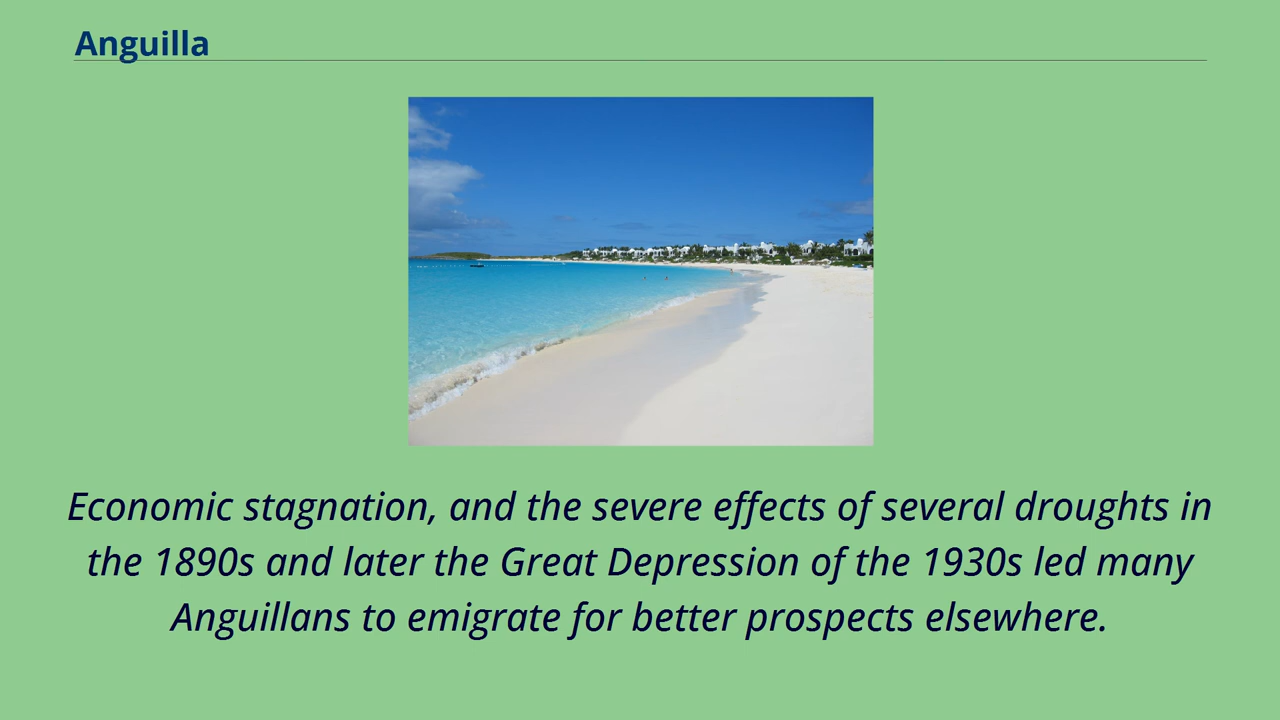 Anguilla
Economic stagnation, and the severe effects of several droughts in
the 1890s and later the Great Depression of the 1930s led many
Anguillans to emigrate for better prospects elsewhere.